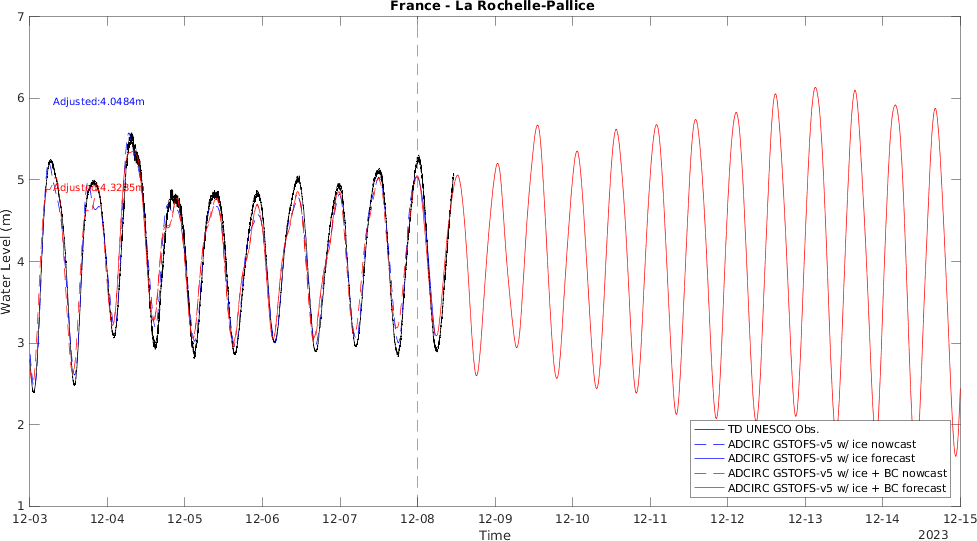 France - La Rochelle-Pallice
7
6
5
4
3
2
1
Water Level (m)
Adjusted:4.0484m
12-03
12-04
12-05
12-06
12-07
12-08
12-09
12-10
12-11
12-12
12-13
12-14
12-15
Time
2023
TD UNESCO Obs.
ADCIRC GSTOFS-v5 w/ ice nowcast
ADCIRC GSTOFS-v5 w/ ice forecast
ADCIRC GSTOFS-v5 w/ ice + BC nowcast
ADCIRC GSTOFS-v5 w/ ice + BC forecast